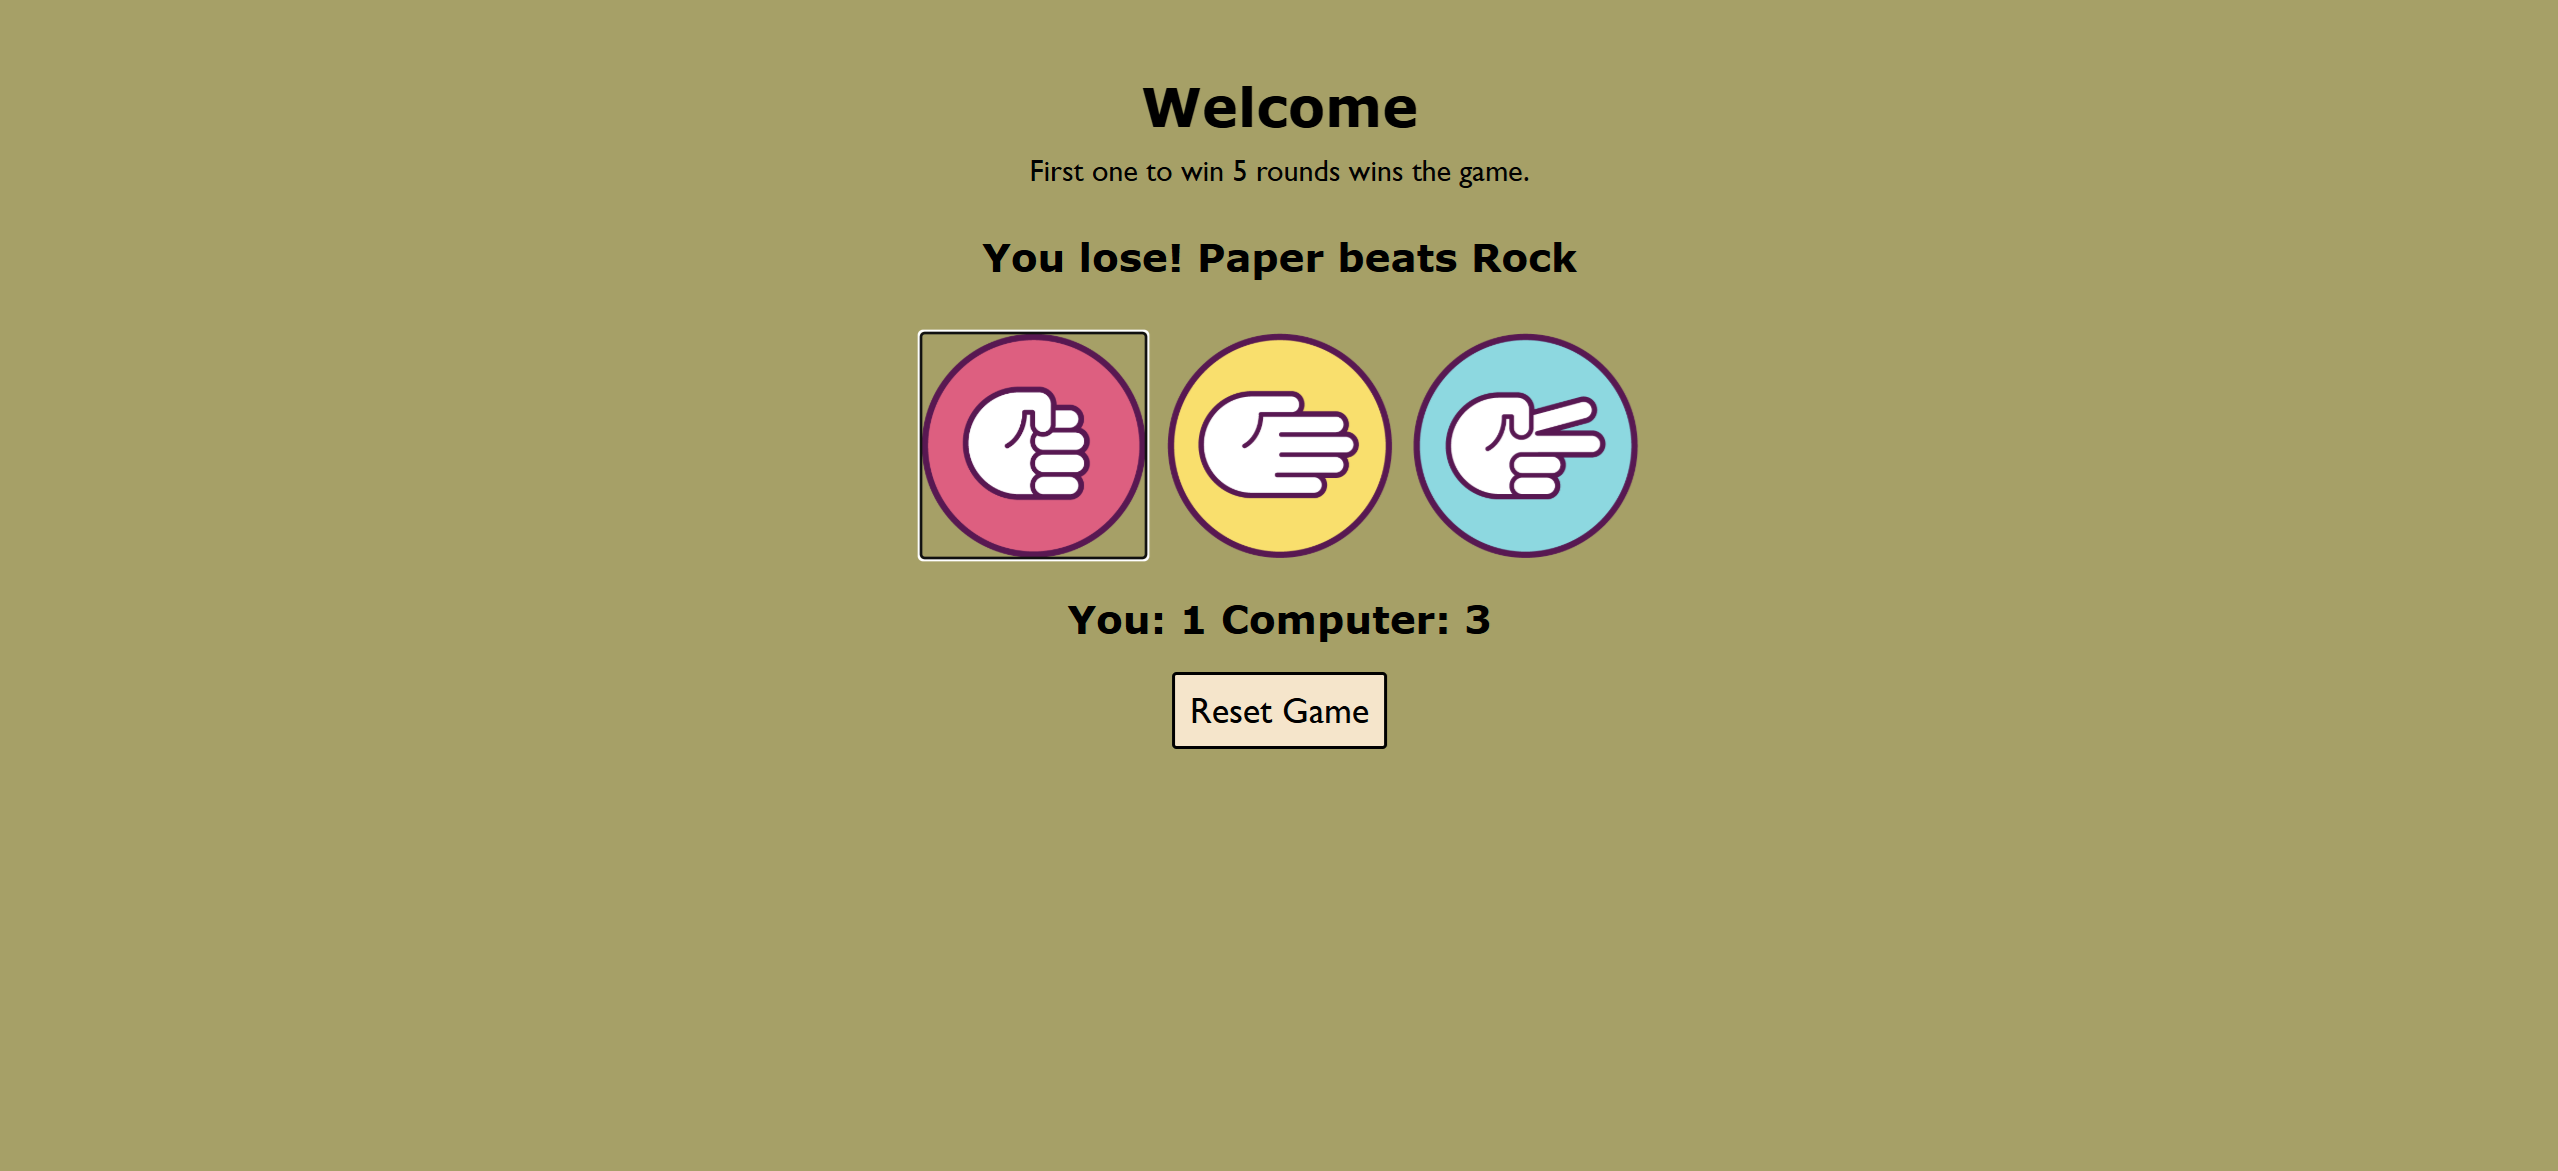 Welcome
First one to win 5 rounds wins the game.
You lose! Paper beats Rock
You: 1 Computer: 3
Reset Game